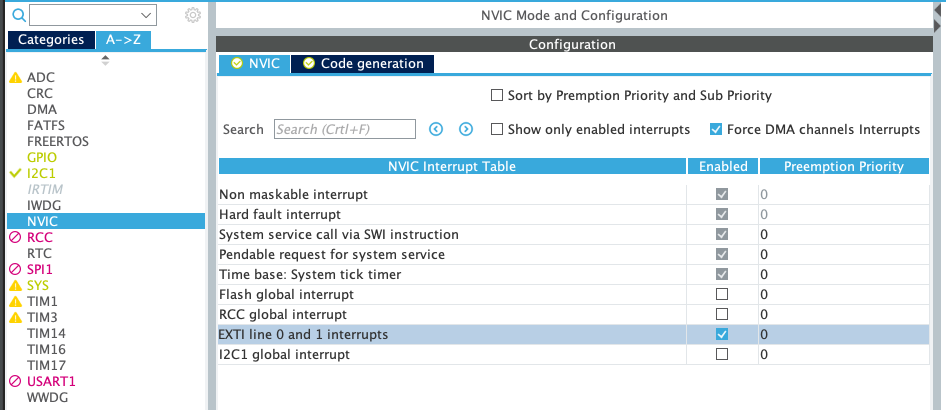 NVIC Mode and Configuration
Categories A->Z
Configuration
NVIC Code generation
ADC
CRC
DMA
FATFS
FREERTOS
GPIO
I2C1
IRTIM
IWDG
NVIC
RCC
RTC
SPI1
SYS
TIM1
TIM3
TIM14
TIM16
TIM17
USART1
WWDG
Sort by Premption Priority and Sub Priority
Search Search (Crtl+F) Show only enabled interrupts Force DMA channels Interrupts
NVIC Interrupt Table Enabled Preemption Priority
Non maskable interrupt 0
Hard fault interrupt 0
System service call via SWI instruction 0
Pendable request for system service 0
Time base: System tick timer 0
Flash global interrupt 0
RCC global interrupt 0
EXTI line 0 and 1 interrupts 0
I2C1 global interrupt 0